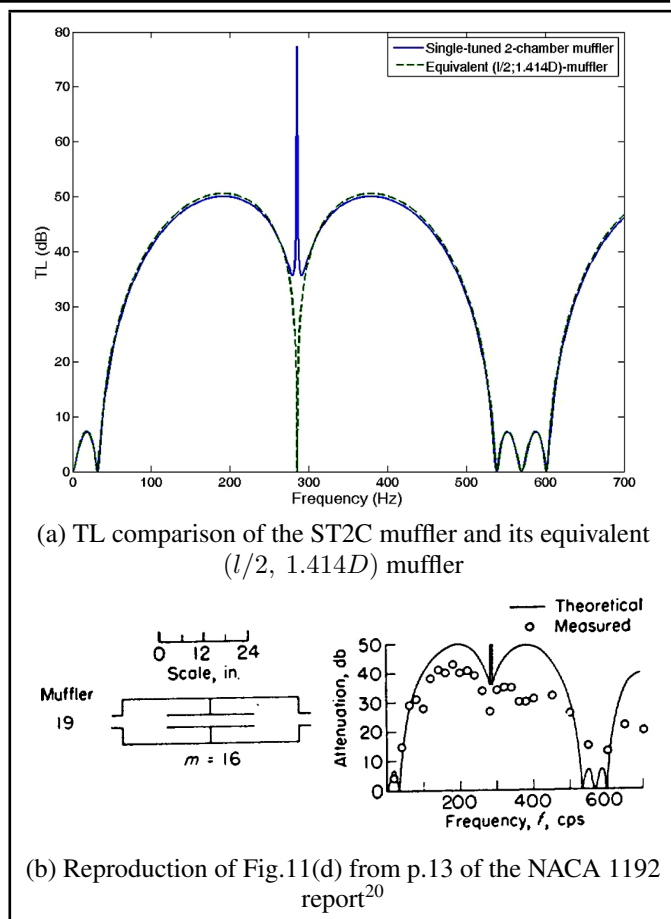 80
70
60
50
40
30
20
10
0
TL (dB)
Single-tuned 2-chamber muffler
Equivalent (l/2;1.414D)-muffler
0 100 200 300 400 500 600 700
Frequency (Hz)
(a) TL comparison of the ST2C muffler and its equivalent
(l/2, 1.414D) muffler
0 12 24
Scale, in.
Muffler
19
m = 16
Theoretical
Measured
Attenuation, db
50
40
30
20
10
0
200 400 600
Frequency, f, cps
(b) Reproduction of Fig.11(d) from p.13 of the NACA 1192
report20